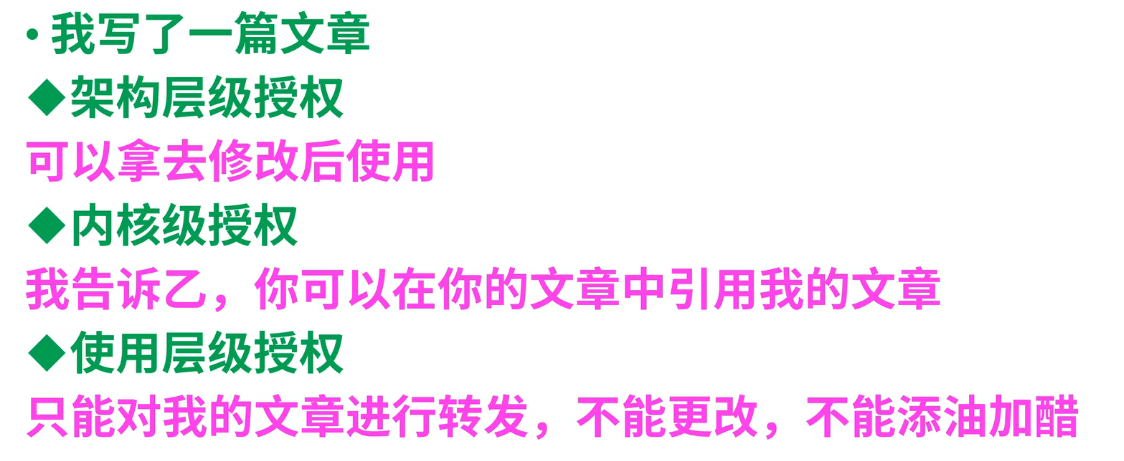 • 我写了一篇文章
◆架构层级授权
可以拿去修改后使用
◆内核级授权
我告诉乙，你可以在你的文章中引用我的文章
◆使用层级授权
只能对我的文章进行转发，不能更改，不能添油加醋